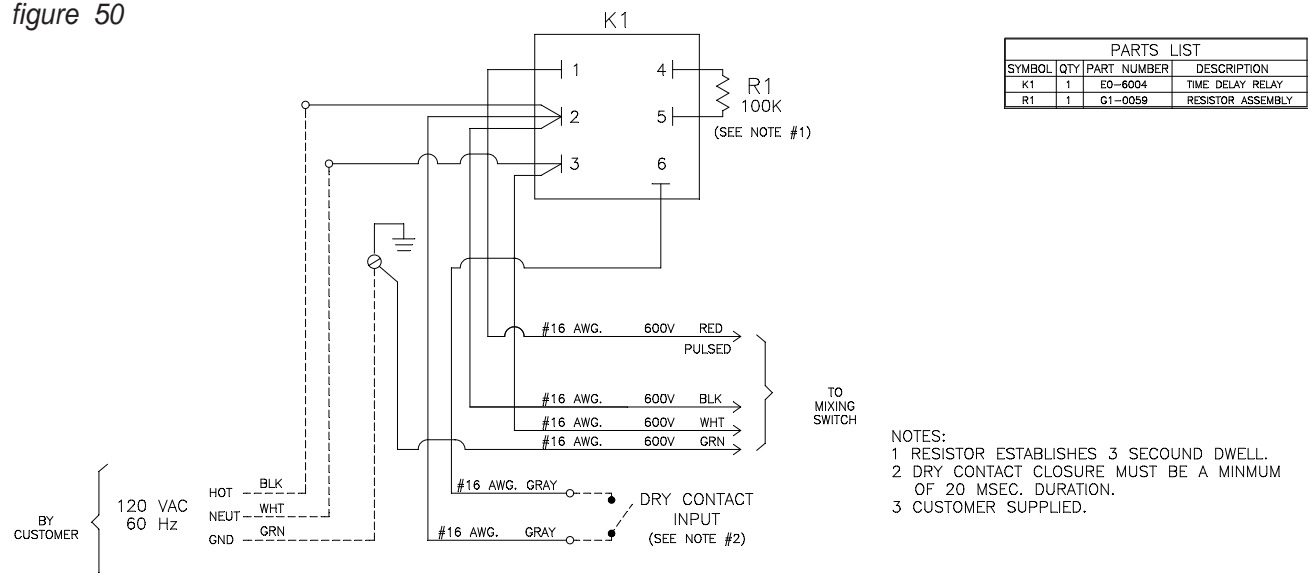 figure 50
K1
1
2
3
4
5
6
R1
100K
(SEE NOTE #1)
PARTS LIST
SYMBOL QTY PART NUMBER DESCRIPTION
K1 1 E0-6004 TIME DELAY RELAY
R1 1 G1-0059 RESISTOR ASSEMBLY
#16 AWG. 600V RED
PULSED
#16 AWG. 600V BLK
#16 AWG. 600V WHT
#16 AWG. 600V GRN
TO
MIXING
SWITCH
#16 AWG. GRAY
#16 AWG. GRAY
DRY CONTACT
INPUT
(SEE NOTE #2)
BY
CUSTOMER
120 VAC
60 Hz
HOT BLK
NEUT WHT
GND GRN
NOTES:
1 RESISTOR ESTABLISHES 3 SECOUND DWELL.
2 DRY CONTACT CLOSURE MUST BE A MINMUM
OF 20 MSEC. DURATION.
3 CUSTOMER SUPPLIED.